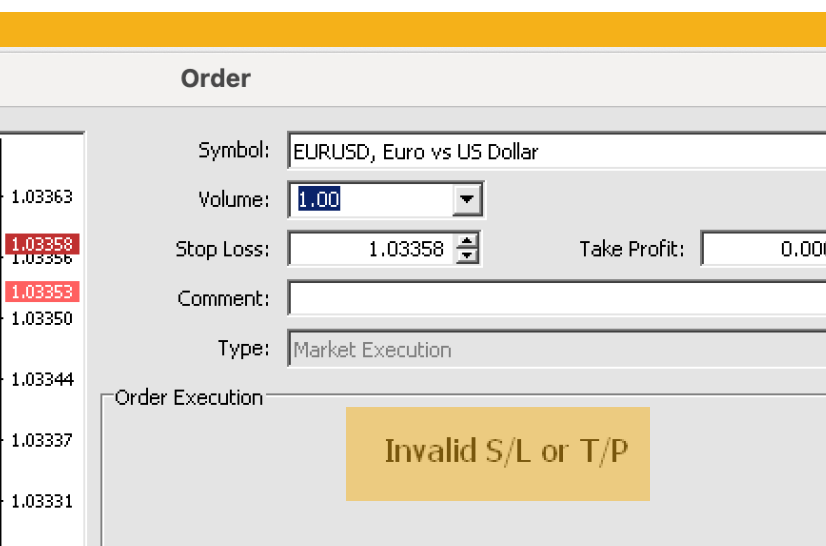 Order
Symbol: EURUSD, Euro vs US Dollar
Volume: 1.00
Stop Loss: 1.03358 Take Profit:
Comment:
Type: Market Execution
Order Execution
Invalid S/L or T/P
1.03363
1.03358
1.03356
1.03353
1.03350
1.03344
1.03337
1.03331